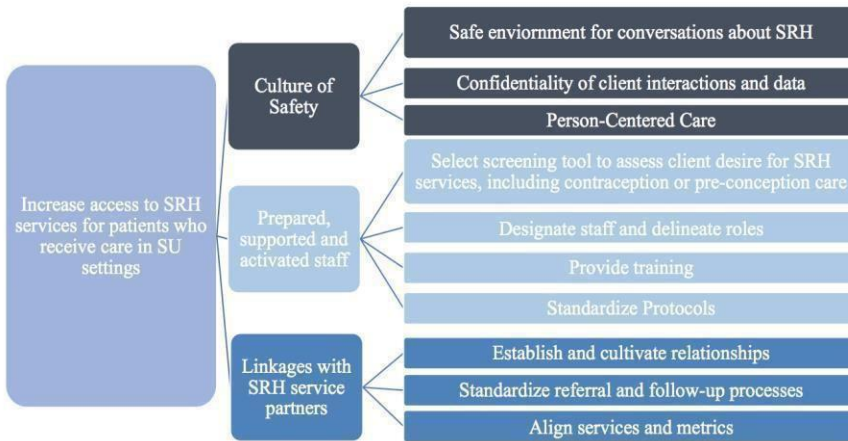 Increase access to SRH
services for patients who
receive care in SU
settings
Culture of
Safety
Safe enviornment for conversations about SRH
Confidentiality of client interactions and data
Person-Centered Care
Prepared,
supported and
activated staff
Select screening tool to assess client desire for SRH
services, including contraception or pre-conception care
Designate staff and delineate roles
Provide training
Standardize Protocols
Linkages with
SRH service
partners
Establish and cultivate relationships
Standardize referral and follow-up processes
Align services and metrics